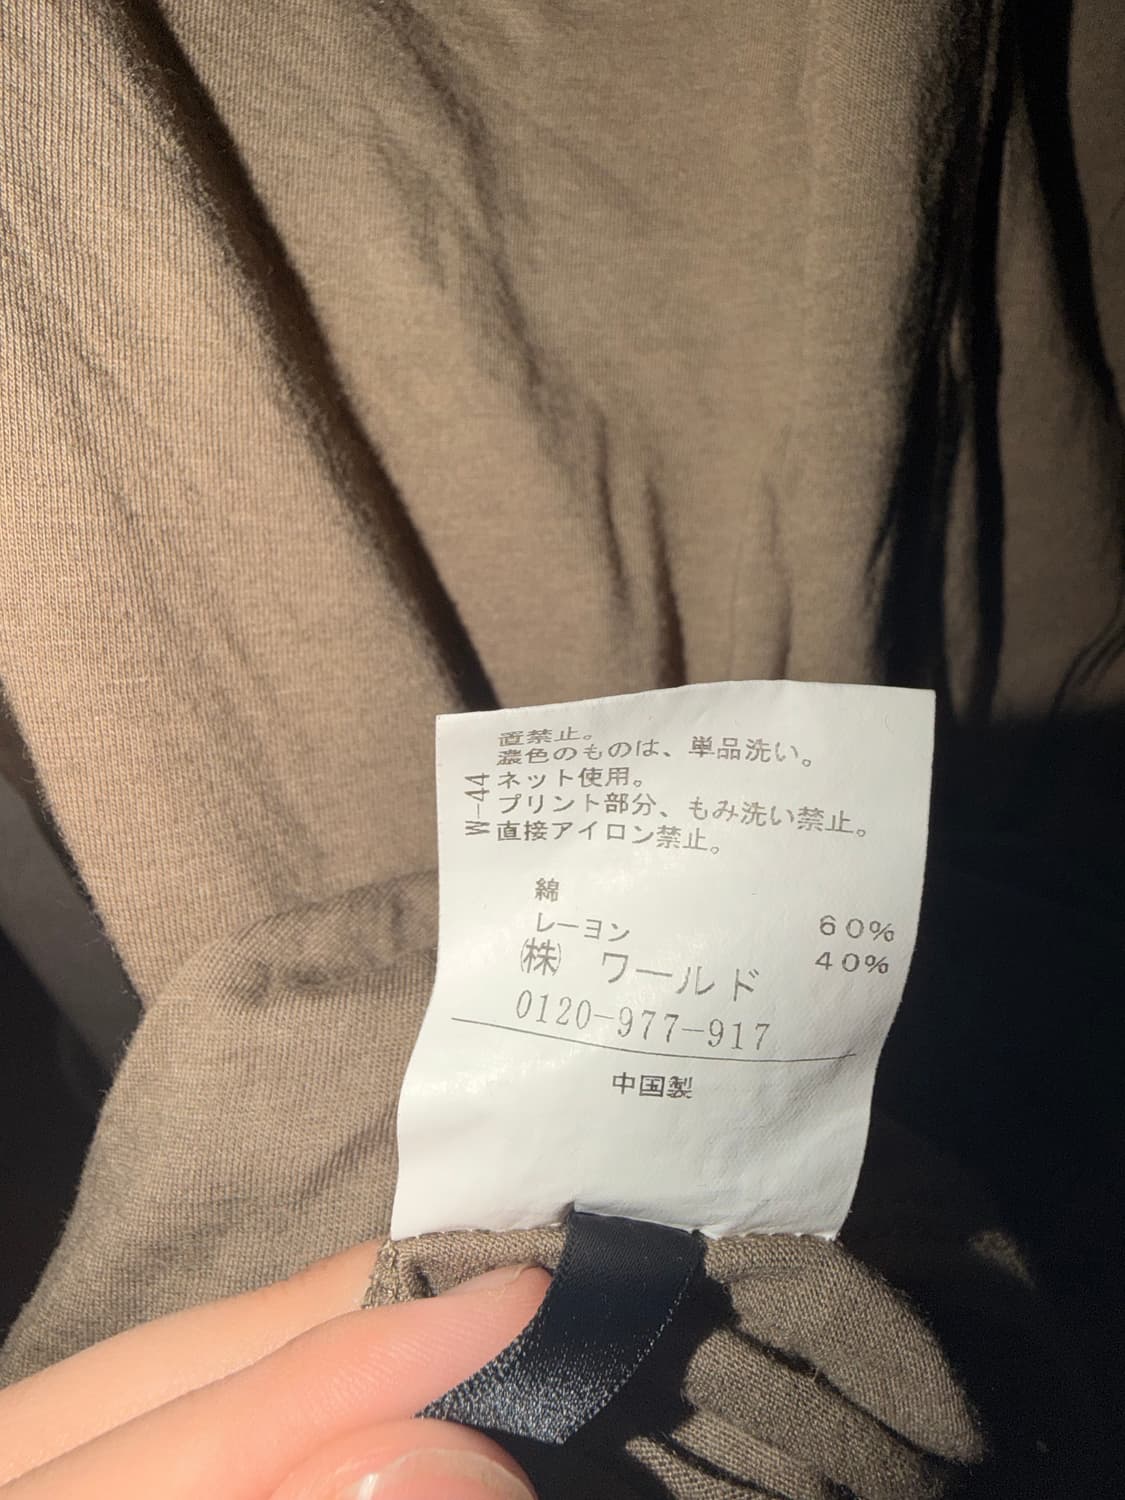 置禁止。
濃色のものは、単品洗い。
ネット使用。
プリント部分、もみ洗い禁止。
直接アイロン禁止。
W-44
綿 60%
レーヨン 40%
㈱ ワールド
0120-977-917
中国製